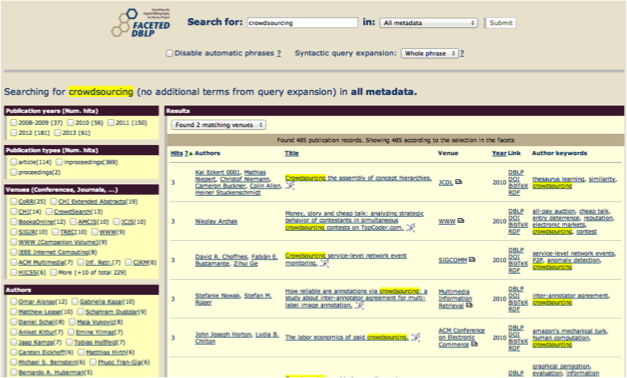 FACETED
DBLP
Search for: crowdsourcing in: All metadata Submit
Disable automatic phrases ? Syntactic query expansion: Whole phrase ?
Searching for crowdsourcing (no additional terms from query expansion) in all metadata.
Publication years (Num. hits)
2006-2009 (37) 2010 (56) 2011 (150)
2012 (181) 2013 (61)
Publication types (Num. hits)
article(114) inproceedings(369)
proceedings(2)
Venues (Conferences, Journals, ...)
CoRR(25) CHI Extended Abstracts(19)
CHI(14) CrowdSearch(13)
BooksOnline(12) AMCIS(10) ICIS(10)
SIGIR(10) TREC(10) WWW(9)
WWW (Companion Volume)(9)
IEEE Internet Computing(8)
ACM Multimedia(7) Inf. Retr.(7) CIKM(6)
HICSS(6) More (+10 of total 229)
Authors
Omar Alonso(12) Gabriella Kazai(10)
Matthew Lease(10) Schahram Dustdar(9)
Daniel Schall(8) Maja Vukovic(8)
Aniket Kittur(7) Emine Yilmaz(7)
Jaap Kamps(7) Tobias Hoßfeld(7)
Carsten Eickhoff(6) Matthias Hirth(6)
Michael S. Bernstein(6) Phuoc Tran-Gia(6)
Bernardo A. Huberman(5)
Results
Found 2 matching venues
Found 485 publication records. Showing 485 according to the selection in the facets
Hits ? Authors Title Venue Year Link Author keywords
3 Kai Eckert 0001, Mathias Niepert, Christof Niemann, Cameron Buckner, Colin Allen, Heiner Stuckenschmidt
Crowdsourcing the assembly concept hierarchies.
JCDL 2010 DBLP DOI BibTeX RDF
thesaurus learning, similarity, crowdsourcing
3 Nikolay Archak
Money, glory and cheap talk: analyzing strategic behavior of contestants in simultaneous crowdsourcing contests on TopCoder.com.
WWW 2010 DBLP DOI BibTeX RDF
all-pay auction, cheap talk, entry deterrence, reputation, electronic markets, crowdsourcing, contest
3 David R. Choffnes, Fabián E. Bustamante, Zihui Ge
Crowdsourcing service-level network event monitoring.
SIGCOMM 2010 DBLP DOI BibTeX RDF
service-level network events, P2P, anomaly detection, crowdsourcing
3 Stefanie Nowak, Stefan M. Rüger
How reliable are annotations via crowdsourcing: a study about inter-annotator agreement for multi-label image annotation.
Multimedia Information Retrieval 2010 DBLP DOI BibTeX RDF
inter-annotator agreement, crowdsourcing
3 John Joseph Horton, Lydia B. Chilton
The labor economics of paid crowdsourcing.
ACM Conference on Electronic Commerce 2010 DBLP DOI BibTeX RDF
amazon's mechanical turk, human computation, crowdsourcing
DBLP
graphical perception, evaluation, information